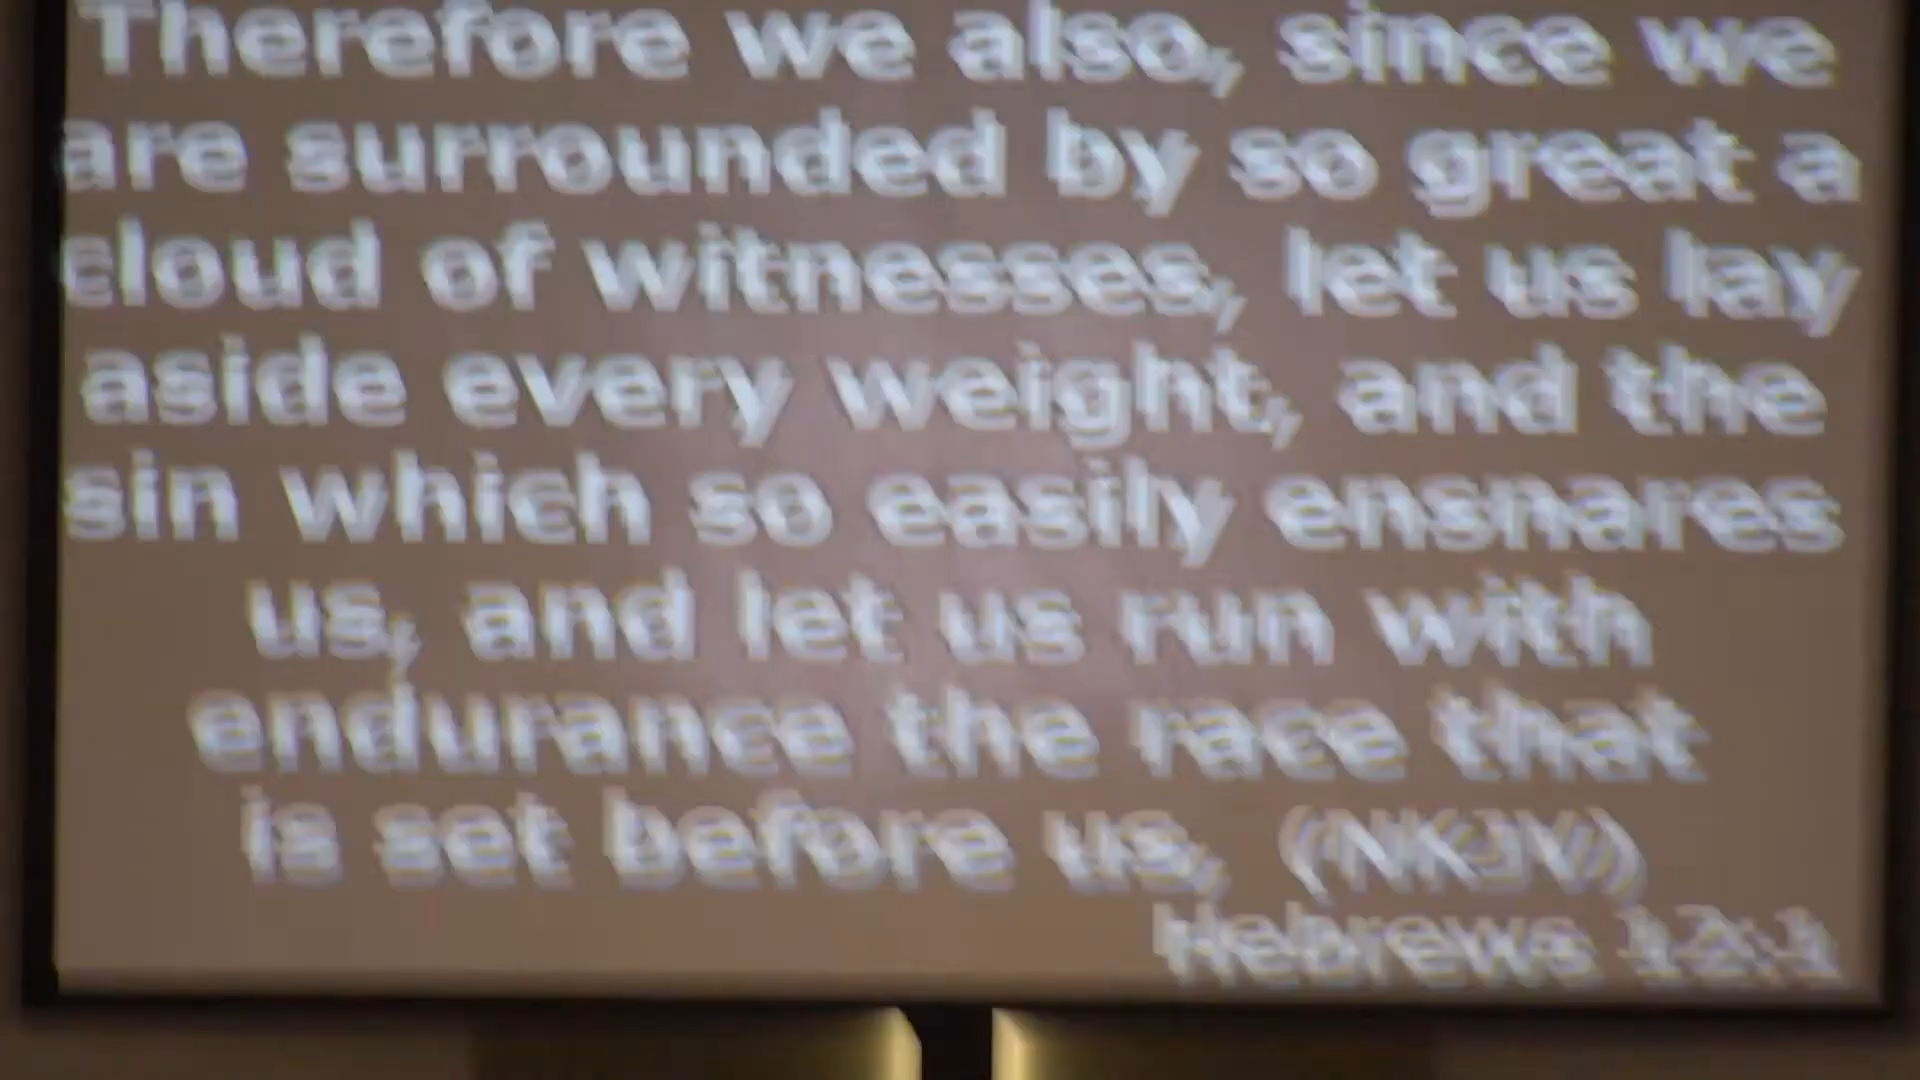 Therefore we also, since we
are surrounded by so great a
cloud of witnesses, let us lay
aside every weight, and the
sin which so easily ensnares
us, and let us run with
endurance the race that
is set before us, (NKJV)
Hebrews 12:1